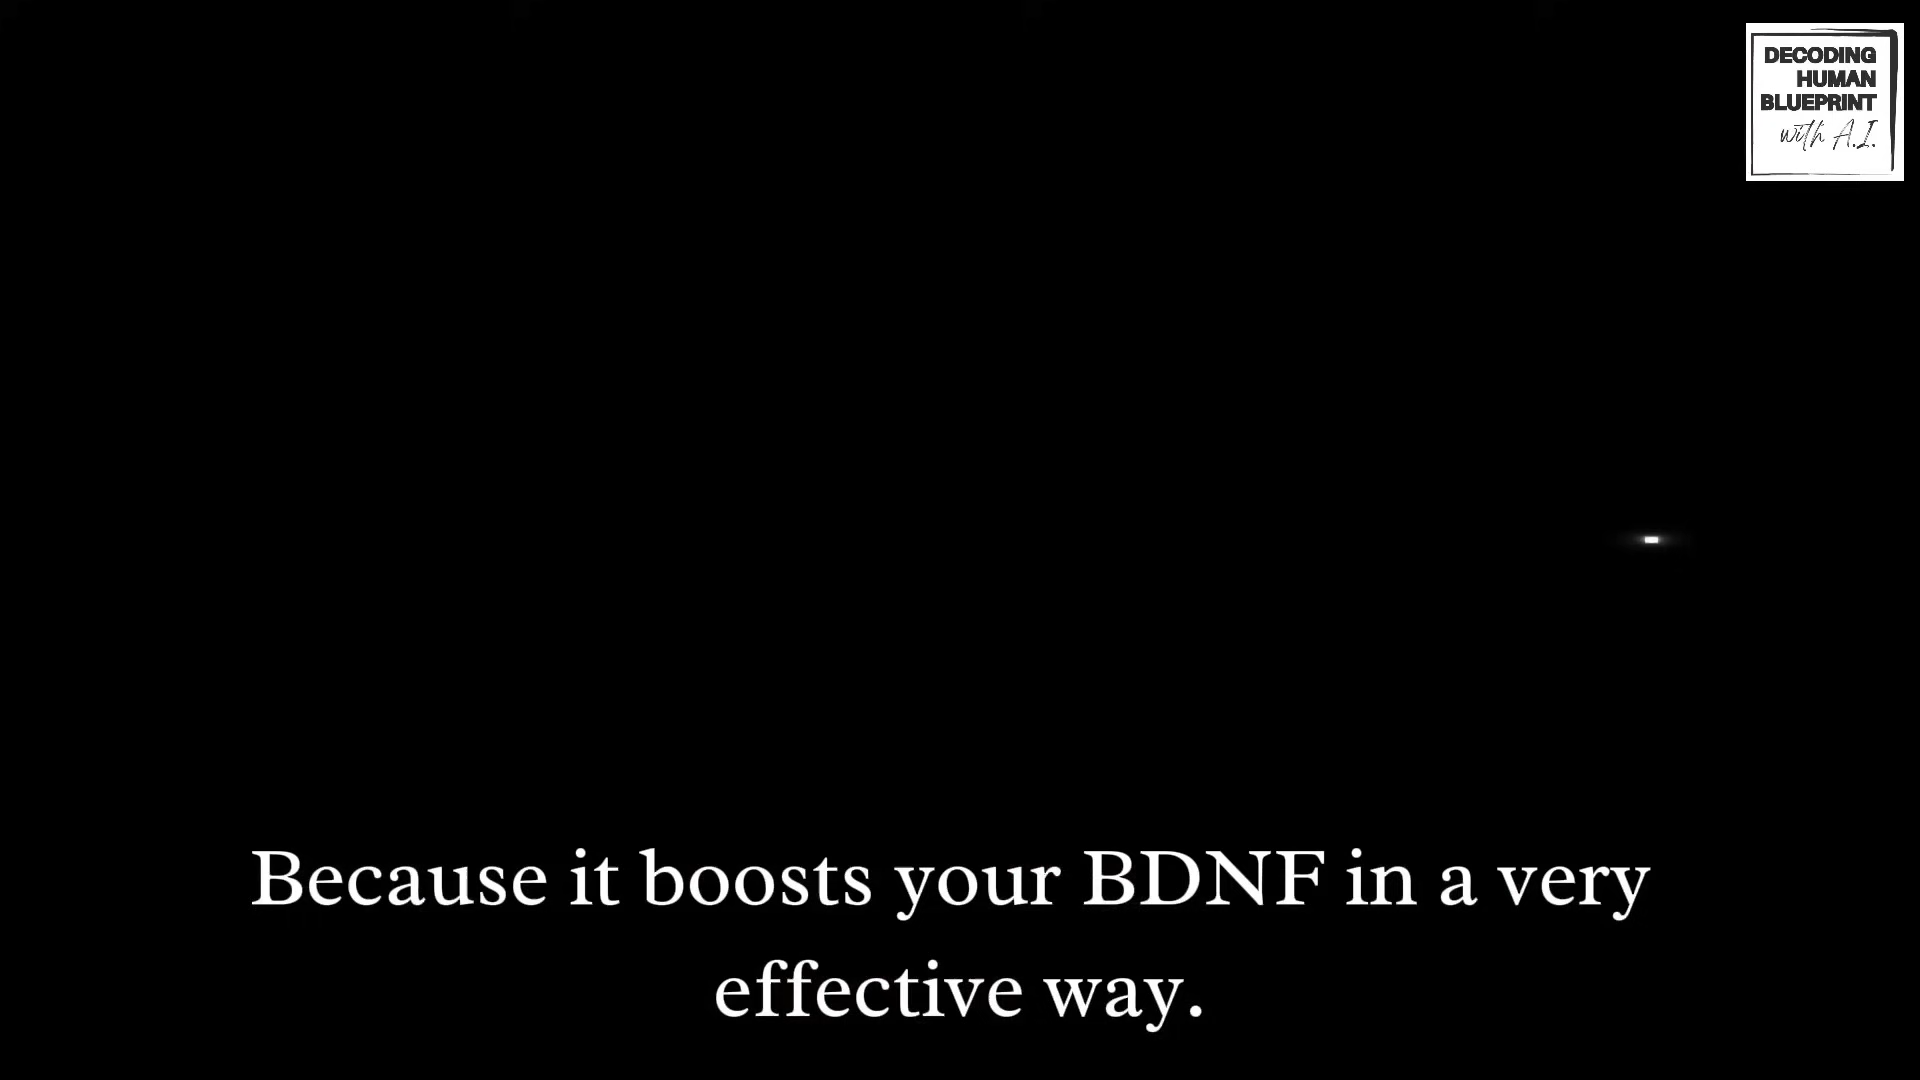 DECODING
HUMAN
BLUEPRINT
with A.I.
Because it boosts your BDNF in a very
effective way.